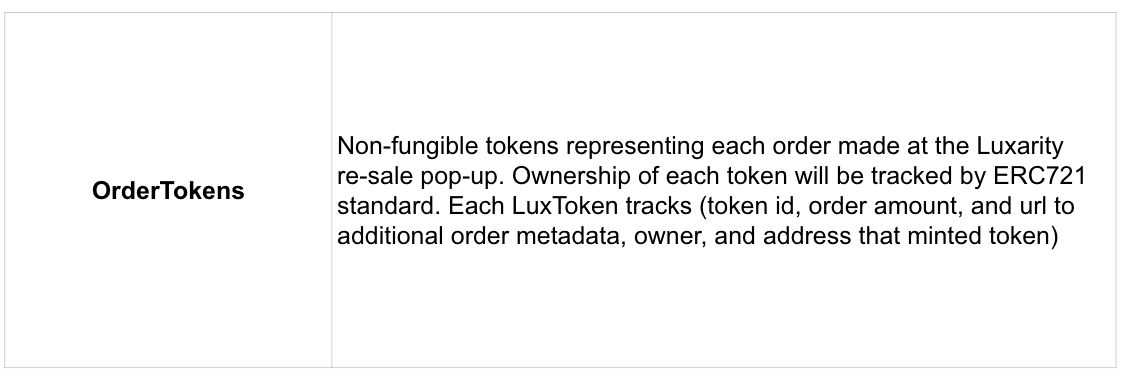 OrderTokens
Non-fungible tokens representing each order made at the Luxarity
re-sale pop-up. Ownership of each token will be tracked by ERC721
standard. Each LuxToken tracks (token id, order amount, and url to
additional order metadata, owner, and address that minted token)